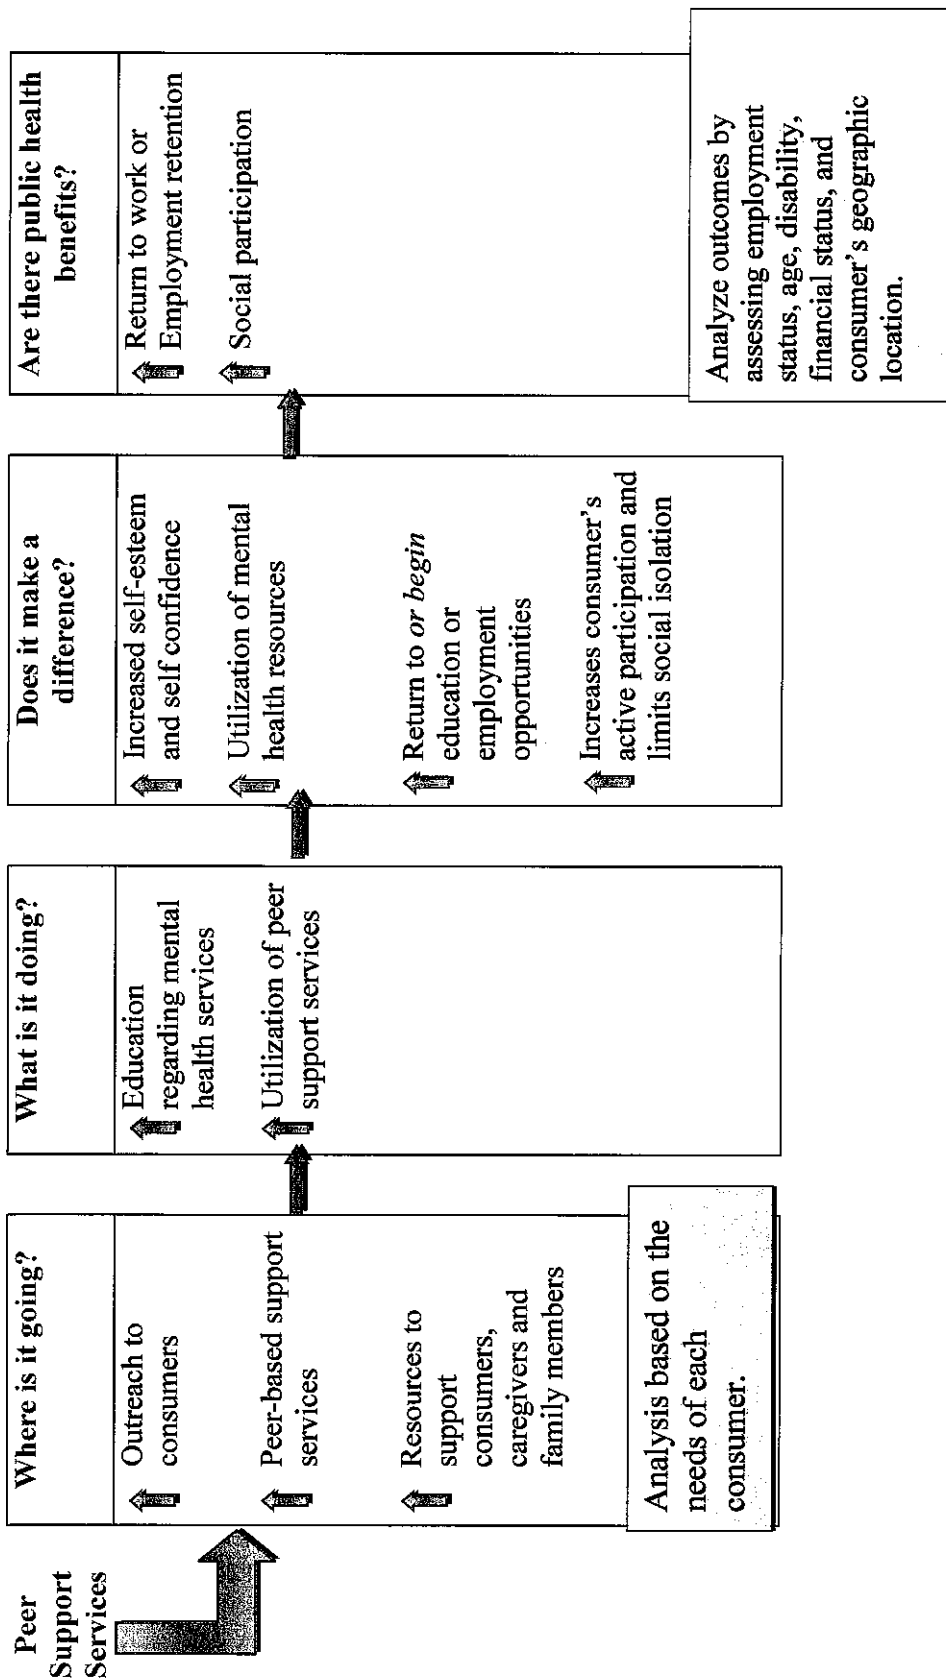 Peer
Support
Services
Where is it going?
Outreach to
consumers
Peer-based support
services
Resources to
support
consumers,
caregivers and
family members
Analysis based on the
needs of each
consumer.
What is it doing?
Education
regarding mental
health services
Utilization of peer
support services
Does it make a
difference?
Increased self-esteem
and self confidence
Utilization of mental
health resources
Return to or begin
education or
employment
opportunities
Increases consumer's
active participation and
limits social isolation
Are there public health
benefits?
Return to work or
Employment retention
Social participation
Analyze outcomes by
assessing employment
status, age, disability,
financial status, and
consumer's geographic
location.